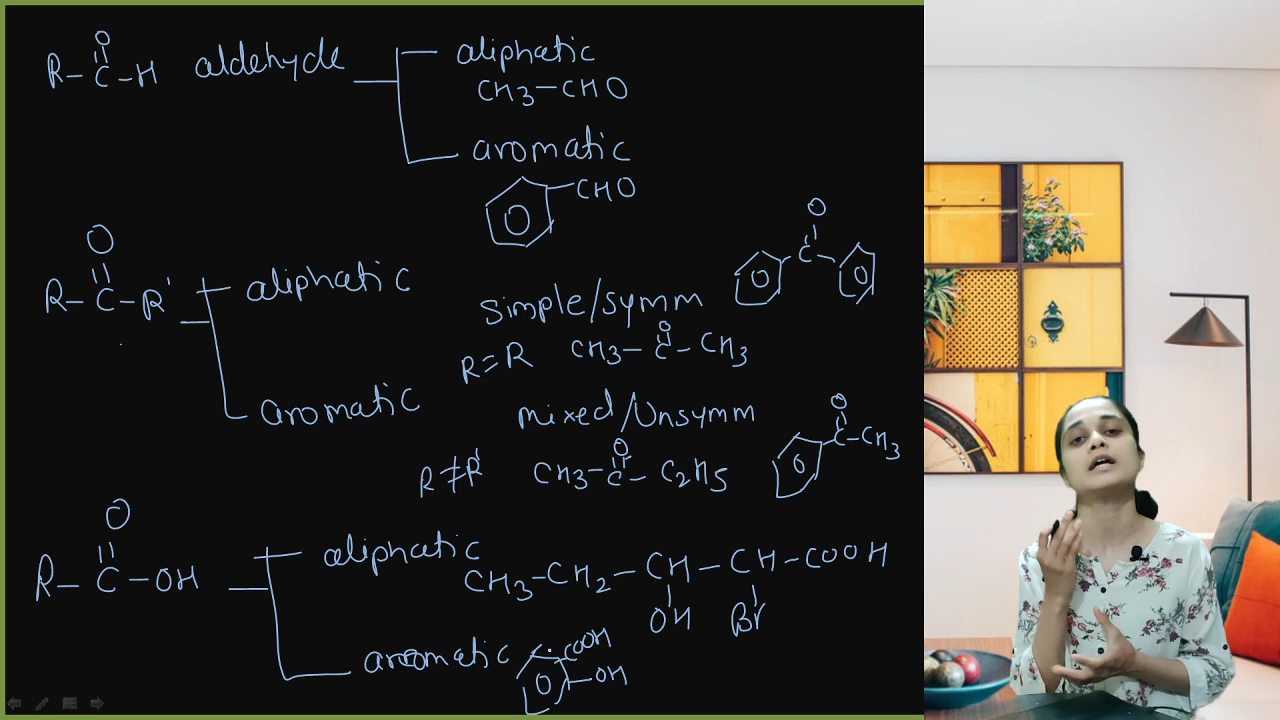 O
R–C–H aldehyde
aliphatic
CH3–CHO
aromatic
CHO
O
R–C–R'
aliphatic
simple/symm
O
C
R=R
O
CH3–C–CH3
aromatic
mixed/Unsymm
R≠R'
O
CH3–C–C2H5
O
C–CH3
O
R–C–OH
aliphatic
CH3–CH2–CH–CH–COOH
OH Br
aromatic
COOH
OH